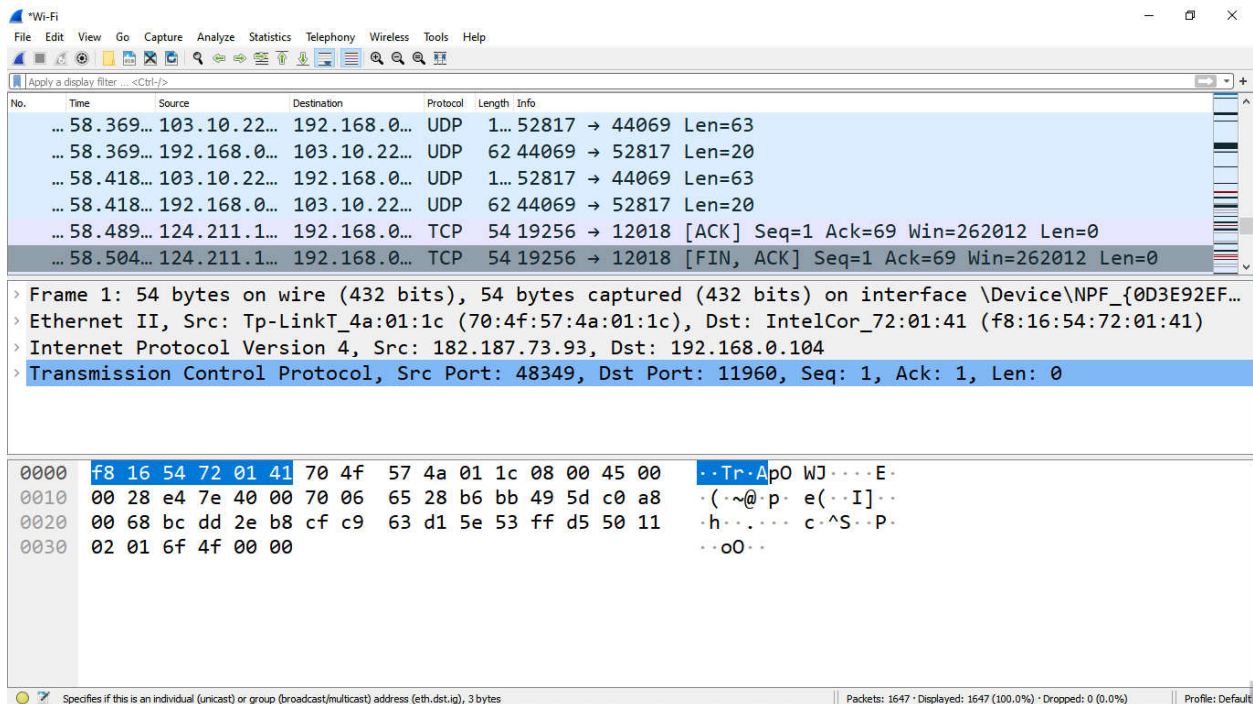 *Wi-Fi
File Edit View Go Capture Analyze Statistics Telephony Wireless Tools Help
Apply a display filter ... <Ctrl-/>
No. Time Source Destination Protocol Length Info
... 58.369... 103.10.22... 192.168.0... UDP 1... 52817 → 44069 Len=63
... 58.369... 192.168.0... 103.10.22... UDP 62 44069 → 52817 Len=20
... 58.418... 103.10.22... 192.168.0... UDP 1... 52817 → 44069 Len=63
... 58.418... 192.168.0... 103.10.22... UDP 62 44069 → 52817 Len=20
... 58.489... 124.211.1... 192.168.0... TCP 54 19256 → 12018 [ACK] Seq=1 Ack=69 Win=262012 Len=0
... 58.504... 124.211.1... 192.168.0... TCP 54 19256 → 12018 [FIN, ACK] Seq=1 Ack=69 Win=262012 Len=0
Frame 1: 54 bytes on wire (432 bits), 54 bytes captured (432 bits) on interface \Device\NPF_{0D3E92EF...
Ethernet II, Src: Tp-LinkT_4a:01:1c (70:4f:57:4a:01:1c), Dst: IntelCor_72:01:41 (f8:16:54:72:01:41)
Internet Protocol Version 4, Src: 182.187.73.93, Dst: 192.168.0.104
Transmission Control Protocol, Src Port: 48349, Dst Port: 11960, Seq: 1, Ack: 1, Len: 0
0000 f8 16 54 72 01 41 70 4f 57 4a 01 1c 08 00 45 00 ··Tr·ApO WJ····E·
0010 00 28 e4 7e 40 00 70 06 65 28 b6 bb 49 5d c0 a8 ·(·~@·p· e(··I]··
0020 00 68 bc dd 2e b8 cf c9 63 d1 5e 53 ff d5 50 11 ·h··.··· c·^S··P·
0030 02 01 6f 4f 00 00 ··oO··
Specifies if this is an individual (unicast) or group (broadcast/multicast) address (eth.dst.ig), 3 bytes Packets: 1647 · Displayed: 1647 (100.0%) · Dropped: 0 (0.0%) Profile: Default